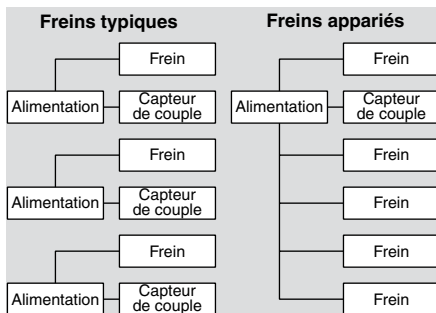 Freins typiques
Frein
Alimentation
Capteur
de couple
Frein
Alimentation
Capteur
de couple
Frein
Alimentation
Capteur
de couple
Freins appariés
Frein
Alimentation
Capteur
de couple
Frein
Frein
Frein
Frein